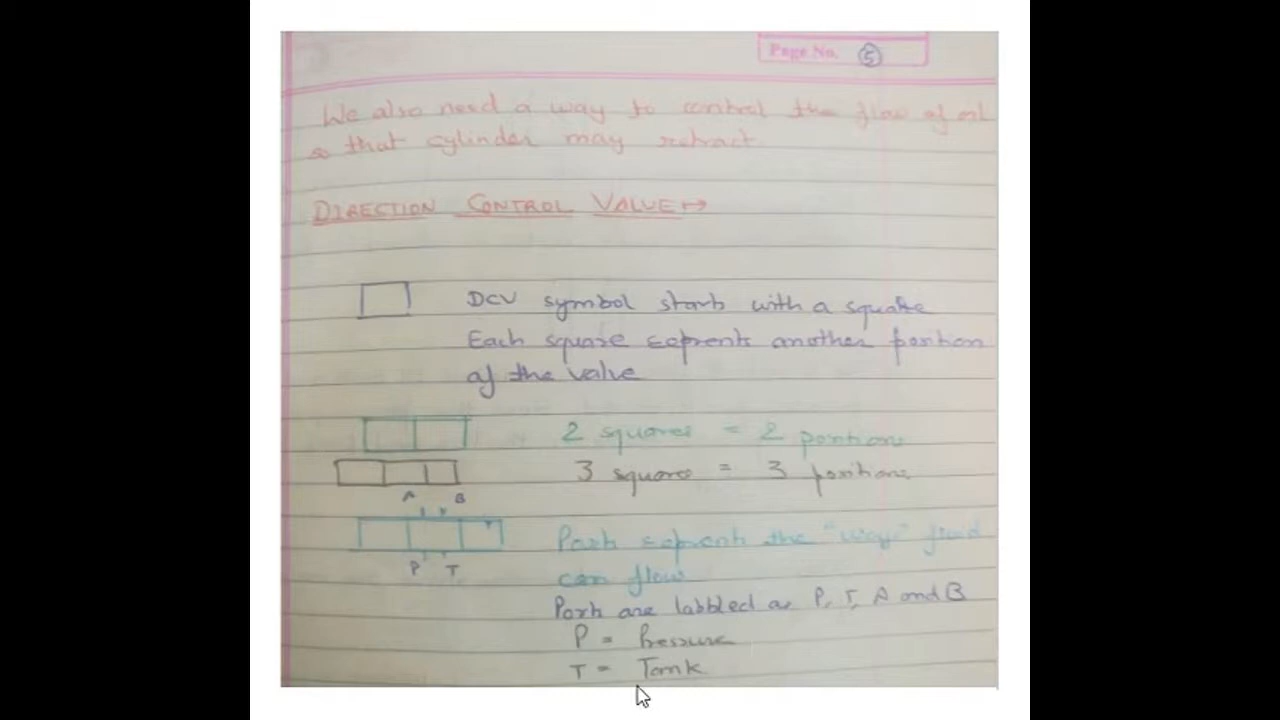 Page No. 5
We also need a way to control the flow of oil
so that cylinder may retract.
DIRECTION CONTROL VALVE
DCV symbol starts with a square
Each square represents another position
of the valve
2 squares = 2 positions
3 squares = 3 positions
A B
P T
Ports represents the "ways" fluid
can flow
Ports are labbled as P, T, A and B
P = Pressure
T = Tank